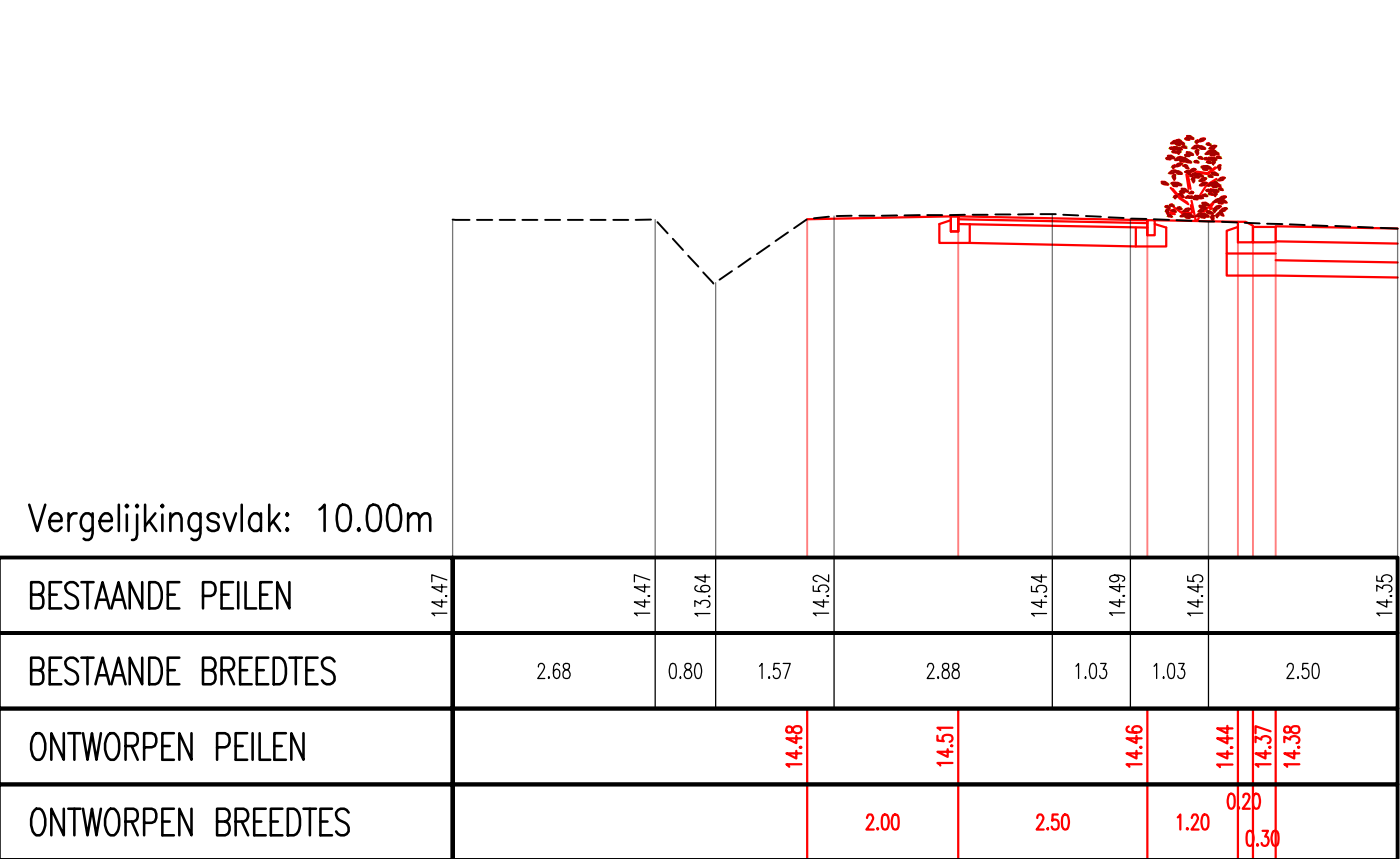 Vergelijkingsvlak: 10.00m
BESTAANDE PEILEN 14.47 14.47 13.64 14.52 14.54 14.49 14.45 14.35
BESTAANDE BREEDTES 2.68 0.80 1.57 2.88 1.03 1.03 2.50
ONTWORPEN PEILEN 14.48 14.51 14.46 14.44 14.37 14.38
ONTWORPEN BREEDTES 2.00 2.50 1.20 0.20 0.30